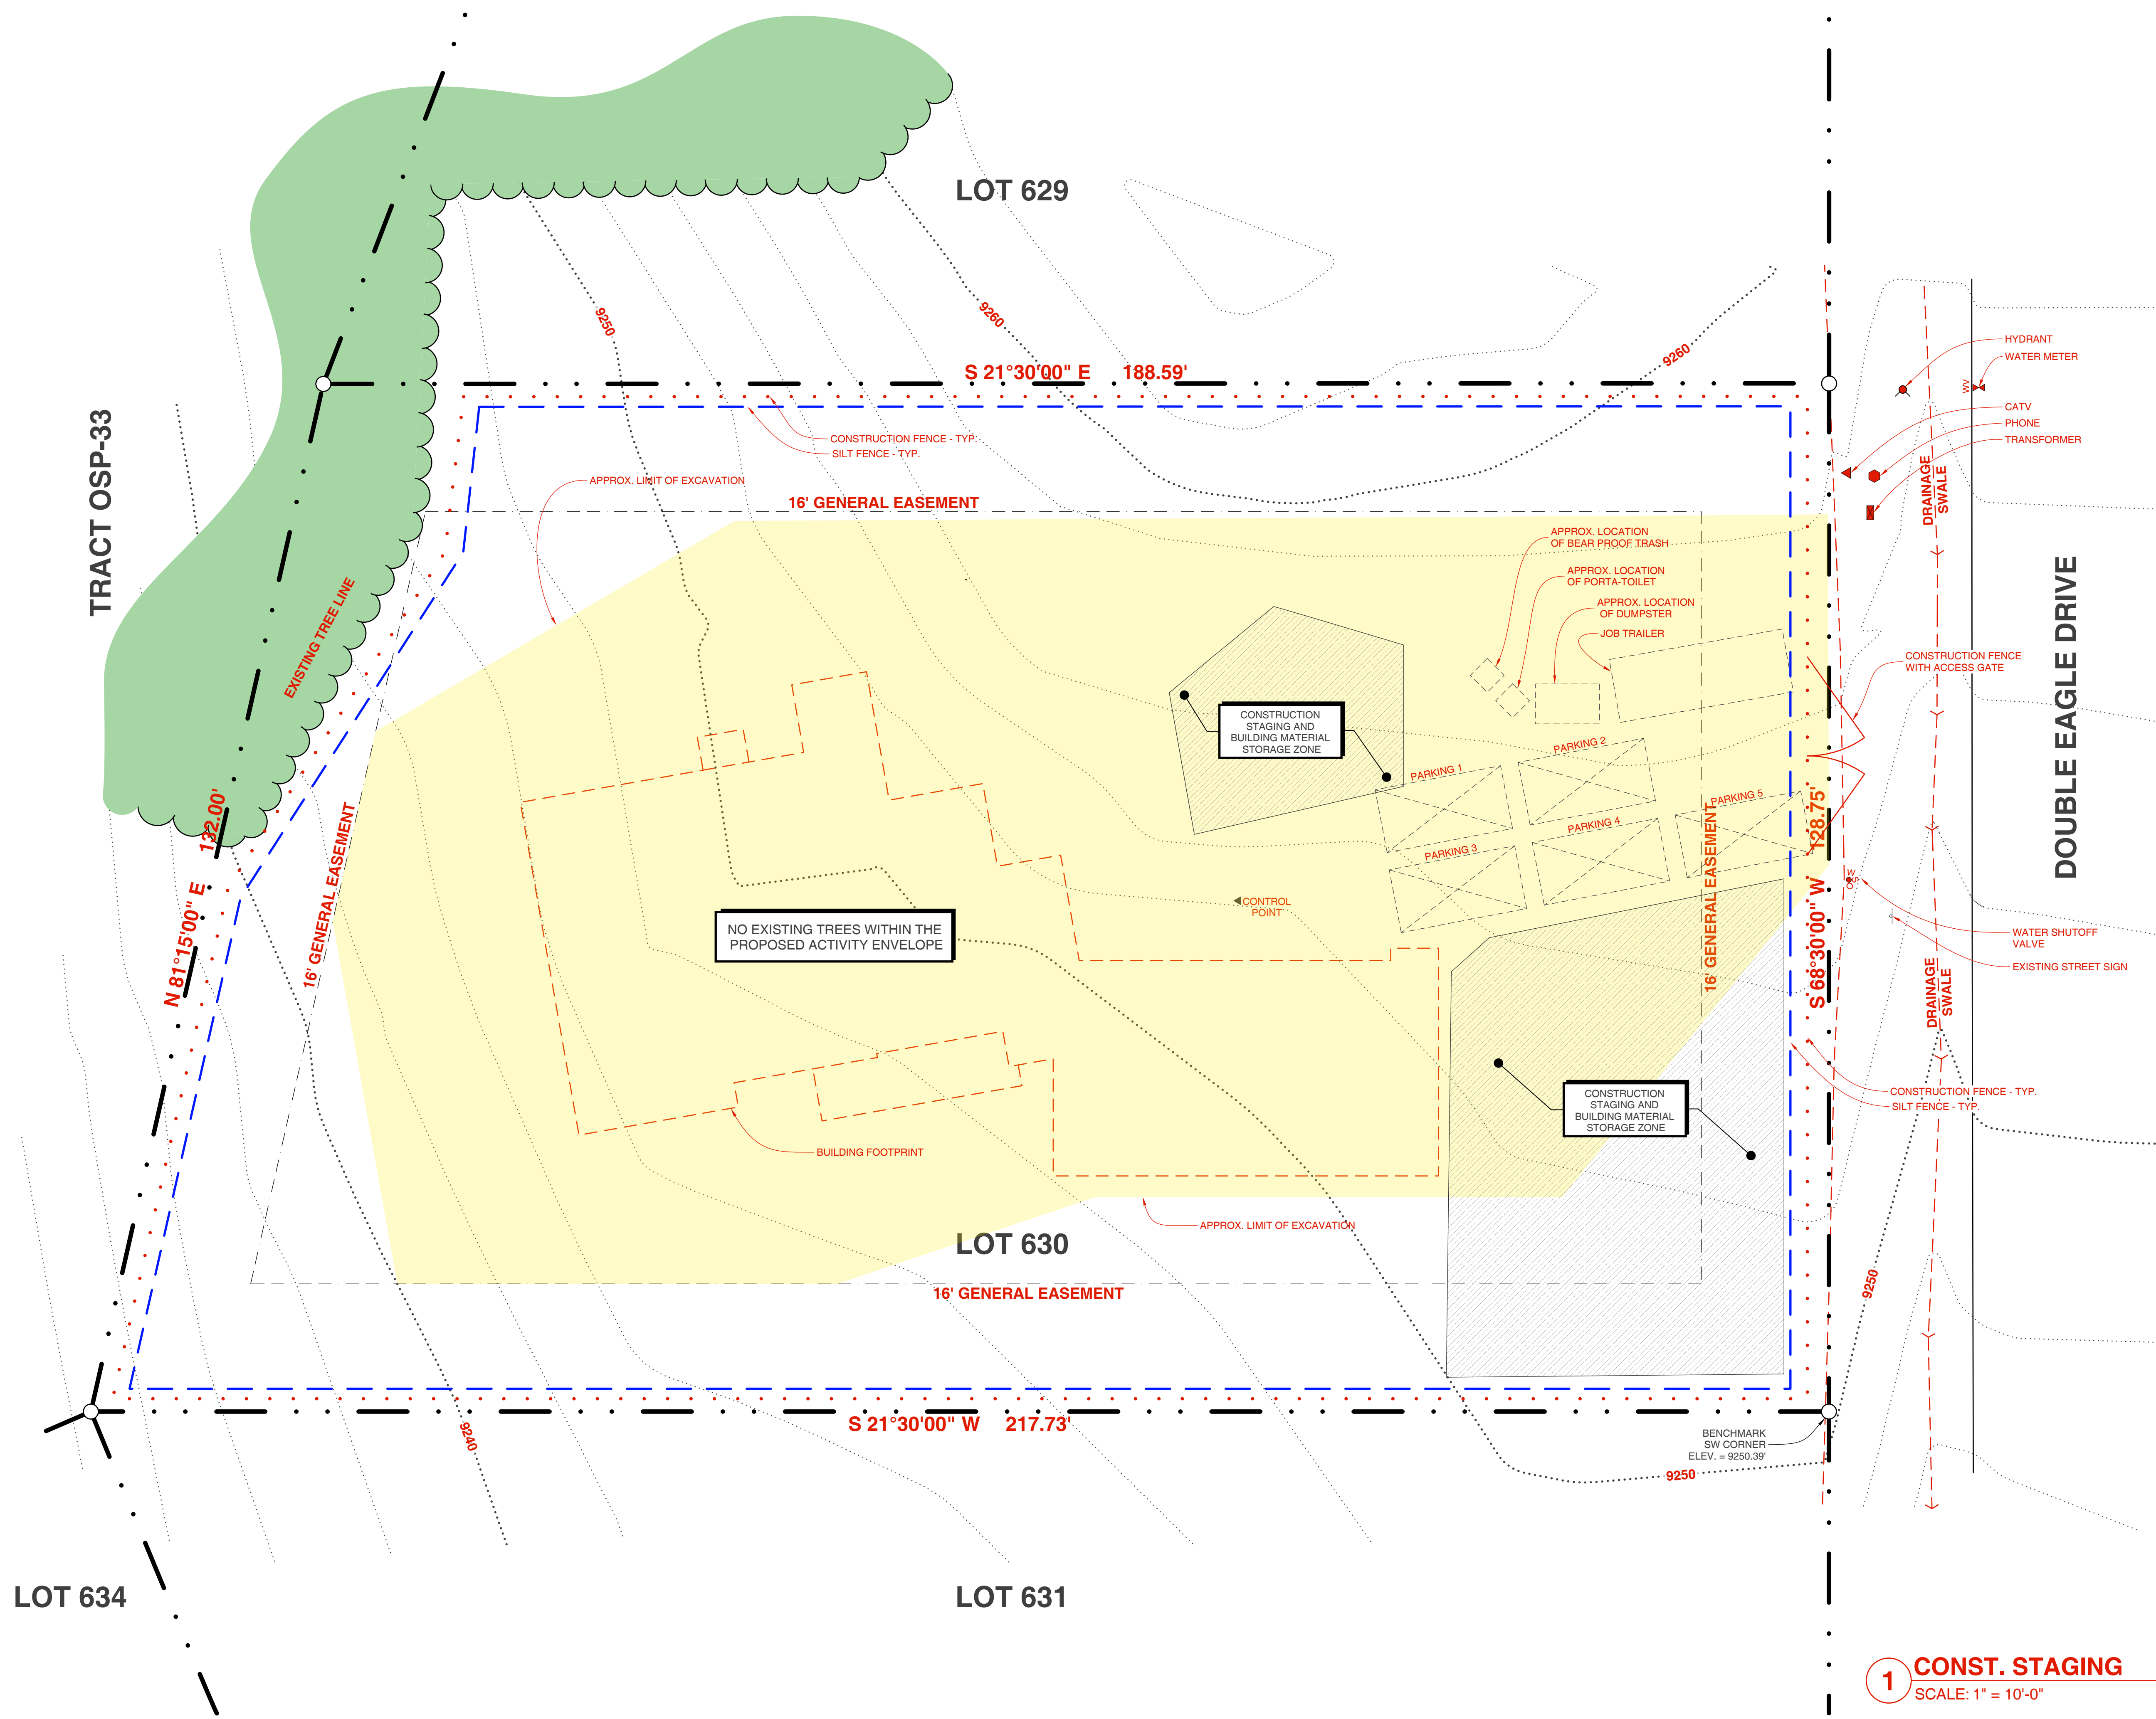 LOT 629
9250
9260
9260
S 21°30'00" E 188.59'
HYDRANT
WATER METER
WV
CATV
PHONE
TRANSFORMER
CONSTRUCTION FENCE - TYP.
SILT FENCE - TYP.
APPROX. LIMIT OF EXCAVATION
16' GENERAL EASEMENT
TRACT OSP-33
DRAINAGE
SWALE
APPROX. LOCATION
OF BEAR PROOF TRASH
APPROX. LOCATION
OF PORTA-TOILET
APPROX. LOCATION
OF DUMPSTER
JOB TRAILER
EXISTING TREE LINE
CONSTRUCTION FENCE
WITH ACCESS GATE
DOUBLE EAGLE DRIVE
CONSTRUCTION
STAGING AND
BUILDING MATERIAL
STORAGE ZONE
PARKING 1
PARKING 2
PARKING 3
PARKING 4
PARKING 5
N 81°15'00" E 132.00'
16' GENERAL EASEMENT
16' GENERAL EASEMENT
S 68°30'00" W 128.75'
WSO
CONTROL
POINT
NO EXISTING TREES WITHIN THE
PROPOSED ACTIVITY ENVELOPE
WATER SHUTOFF
VALVE
EXISTING STREET SIGN
DRAINAGE
SWALE
CONSTRUCTION
STAGING AND
BUILDING MATERIAL
STORAGE ZONE
CONSTRUCTION FENCE - TYP.
SILT FENCE - TYP.
BUILDING FOOTPRINT
APPROX. LIMIT OF EXCAVATION
LOT 630
16' GENERAL EASEMENT
9250
S 21°30'00" W 217.73'
9240
BENCHMARK
SW CORNER
ELEV. = 9250.39'
9250
LOT 634
LOT 631
1
CONST. STAGING
SCALE: 1" = 10'-0"